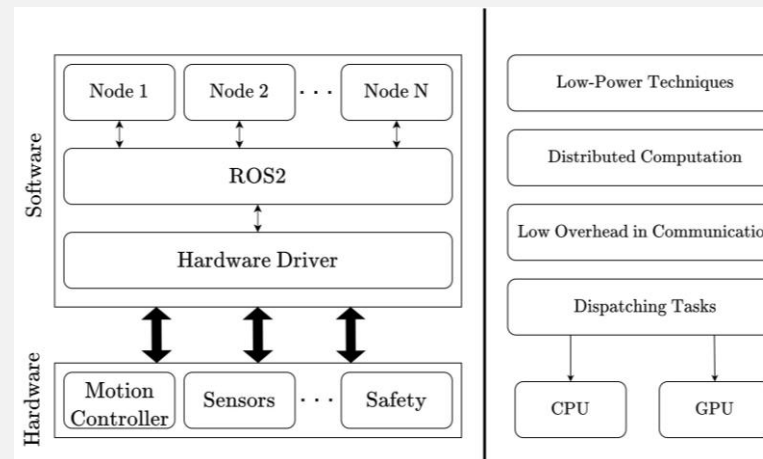 Software
Node 1
Node 2
. . .
Node N
ROS2
Hardware Driver
Hardware
Motion
Controller
Sensors
. . .
Safety
Low-Power Techniques
Distributed Computation
Low Overhead in Communicatio
Dispatching Tasks
CPU
GPU